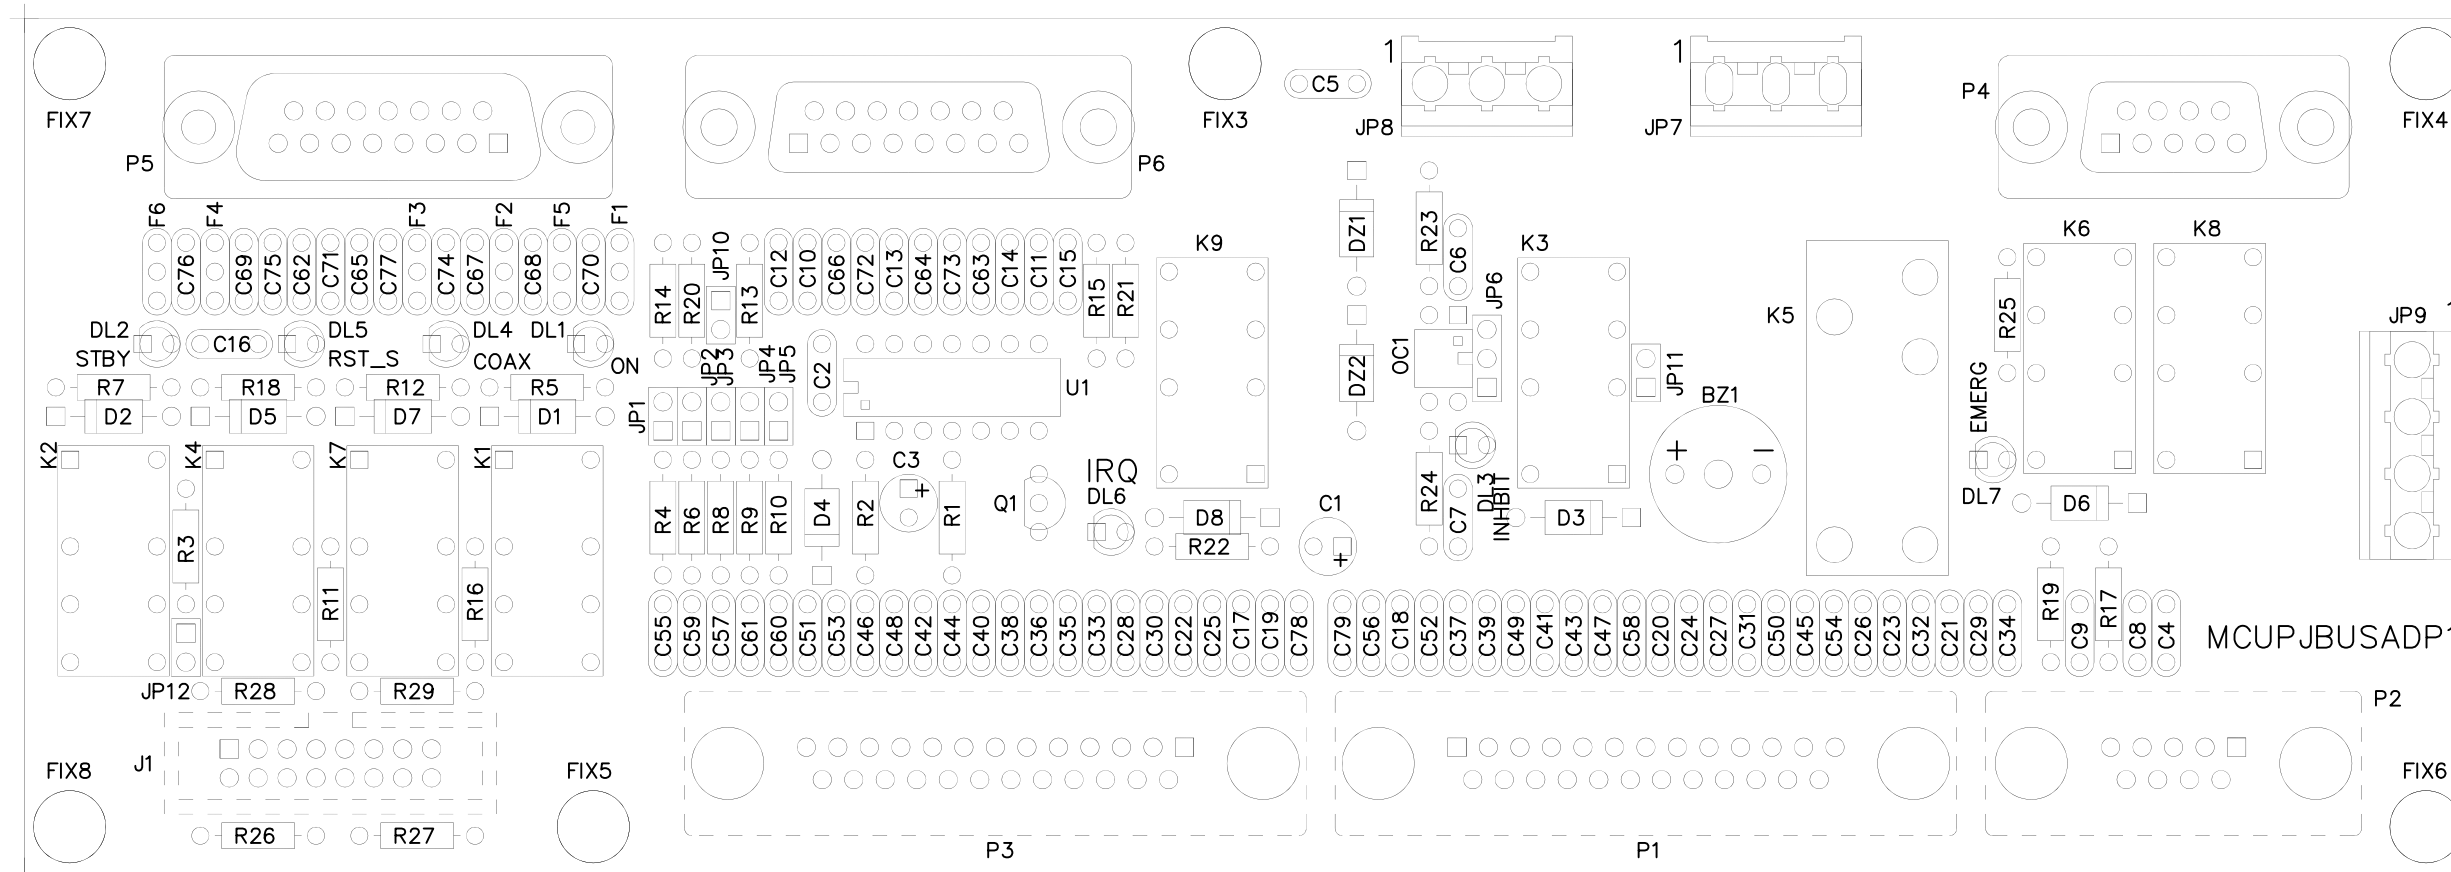 1
1
C5
P4
FIX7
FIX3
JP8
JP7
FIX4
P5
P6
F6
F4
F3
F2
F5
F1
C76
C69
C75
C62
C71
C65
C77
C74
C67
C68
C70
R14
R20
JP10
R13
C12
C10
C66
C72
C13
C64
C73
C63
C14
C11
C15
R15
R21
K9
DZ1
R23
C6
K3
K6
K8
JP6
K5
R25
JP9
DL2
C16
DL5
DL4
DL1
STBY
RST_S
COAX
ON
JP2
JP3
JP4
JP5
C2
U1
DZ2
OC1
JP11
BZ1
EMERG
R7
R18
R12
R5
D2
D5
D7
D1
JP1
+
K2
K4
K7
K1
C3
+
IRQ
DL6
Q1
C1
+
R24
DL3
INHBIT
C7
D3
DL7
D6
R3
R4
R6
R8
R9
R10
D4
R2
R1
D8
R22
R11
R16
C55
C59
C57
C61
C60
C51
C53
C46
C48
C42
C44
C40
C38
C36
C35
C33
C28
C30
C22
C25
C17
C19
C78
C79
C56
C18
C52
C37
C39
C49
C41
C43
C47
C58
C20
C24
C27
C31
C50
C45
C54
C26
C23
C32
C21
C29
C34
R19
C9
R17
C8
C4
MCUPJBUSADP1
JP12
R28
R29
P2
J1
FIX8
FIX5
FIX6
R26
R27
P3
P1